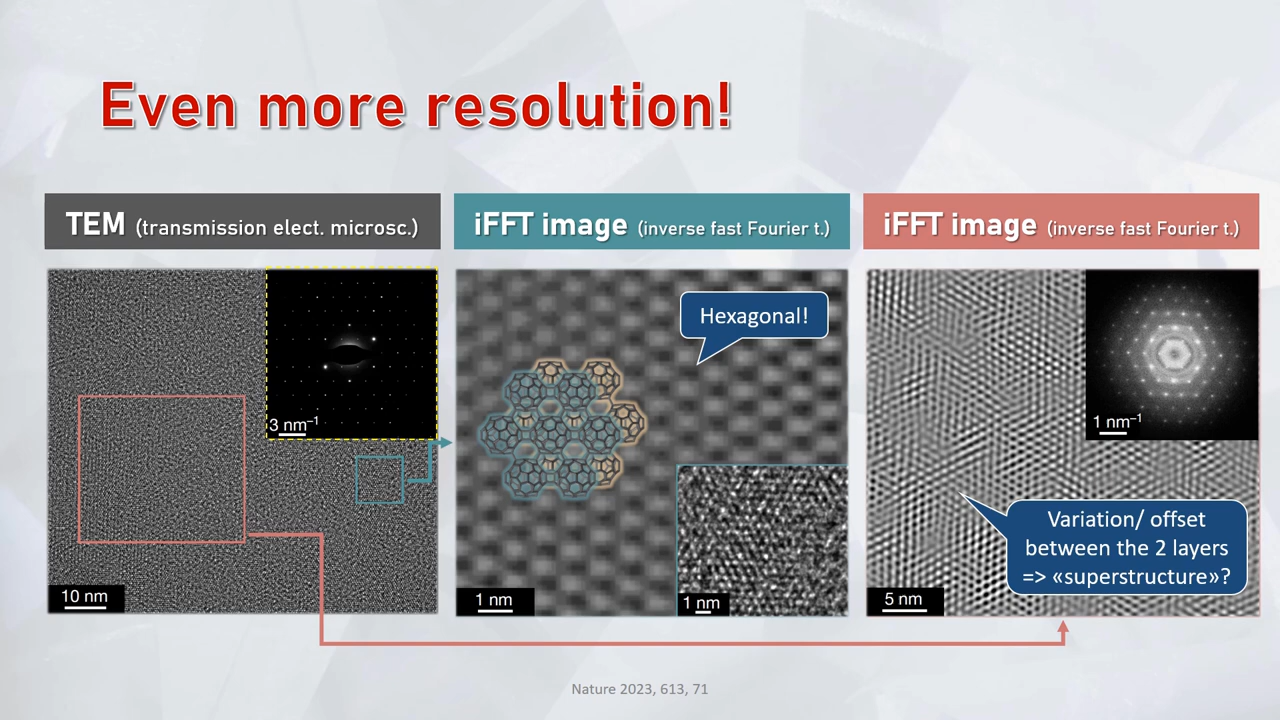 Even more resolution!
TEM (transmission elect. microsc.)
iFFT image (inverse fast Fourier t.)
iFFT image (inverse fast Fourier t.)
3 nm⁻¹
10 nm
Hexagonal!
1 nm
1 nm
1 nm⁻¹
Variation/ offset
between the 2 layers
=> «superstructure»?
5 nm
Nature 2023, 613, 71